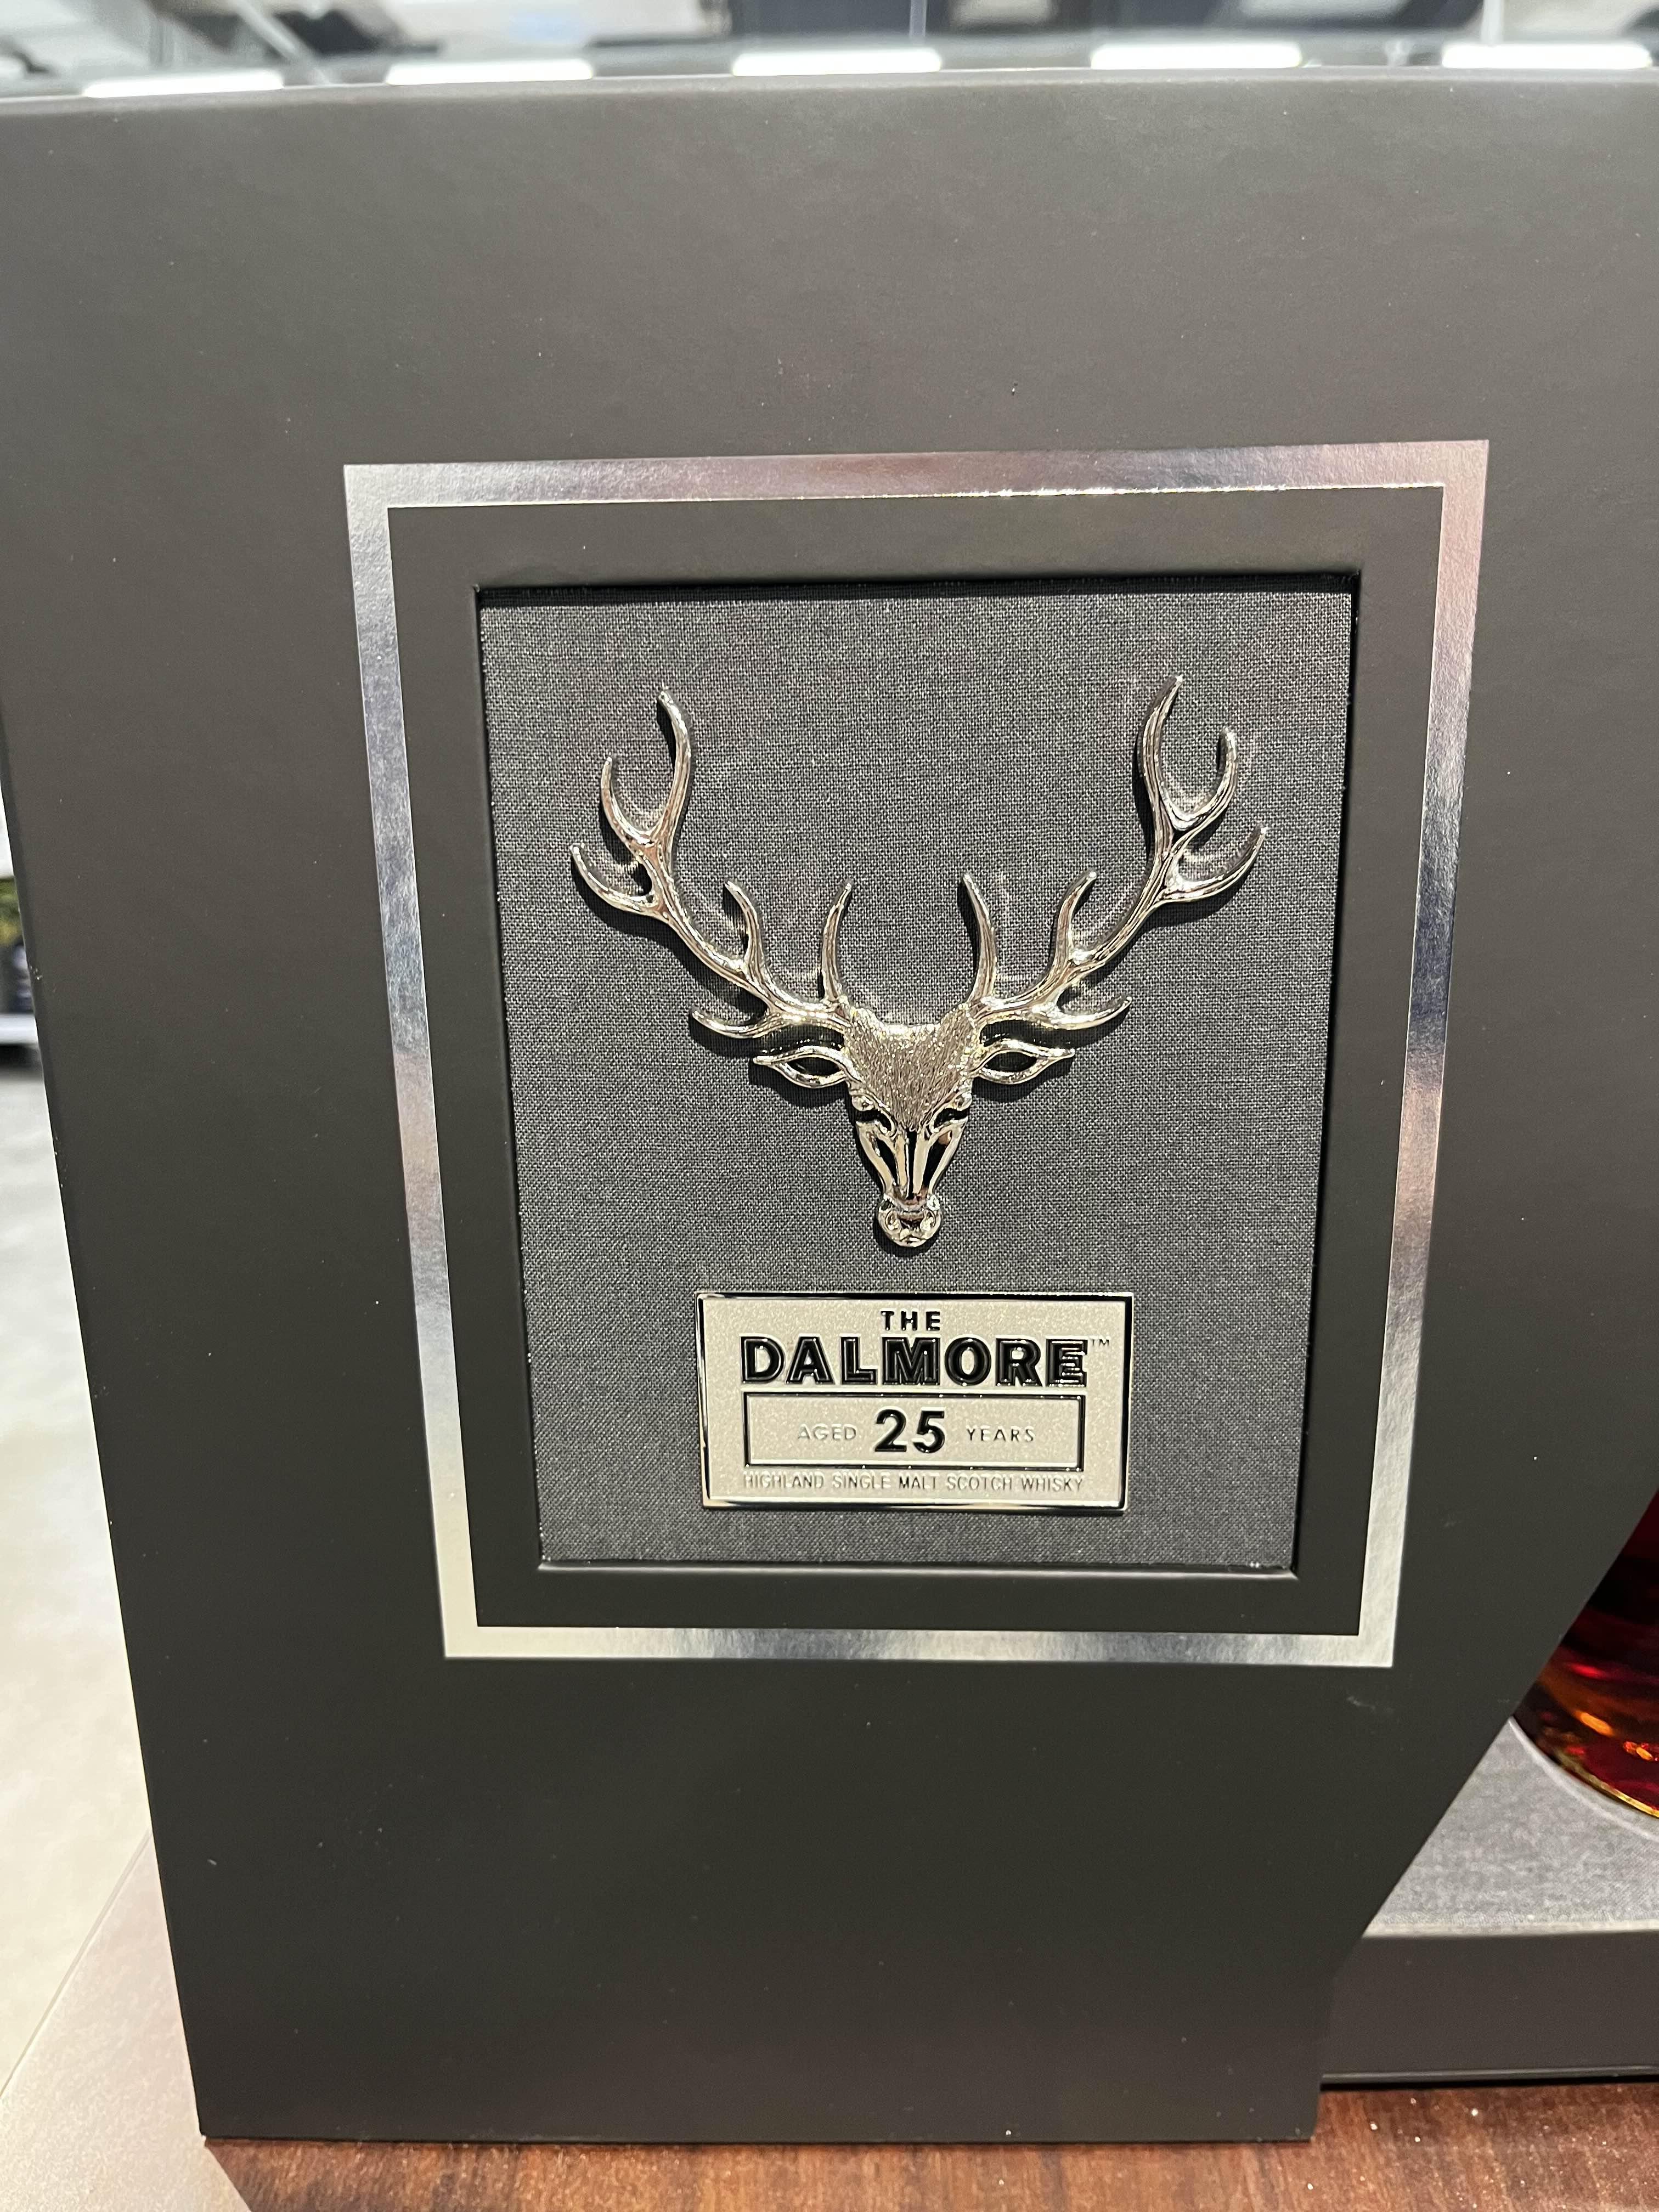 THE
DALMORE™
AGED 25 YEARS
HIGHLAND SINGLE MALT SCOTCH WHISKY